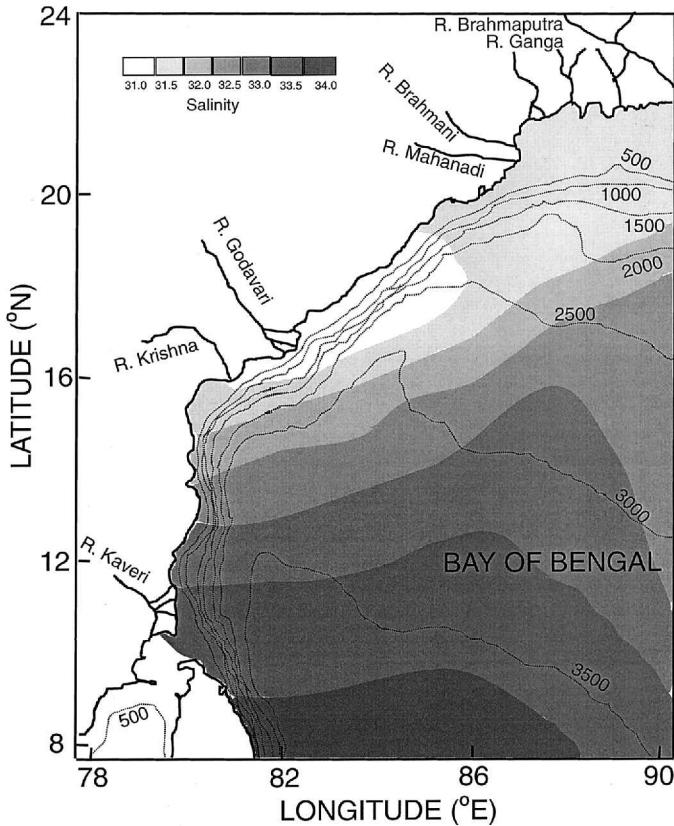 24
R. Brahmaputra
R. Ganga
31.0 31.5 32.0 32.5 33.0 33.5 34.0
Salinity
R. Brahmani
R. Mahanadi
500
20
1000
1500
R. Godavari
2000
2500
R. Krishna
16
LATITUDE (°N)
3000
12
BAY OF BENGAL
R. Kaveri
3500
500
8
78 82 86 90
LONGITUDE (°E)